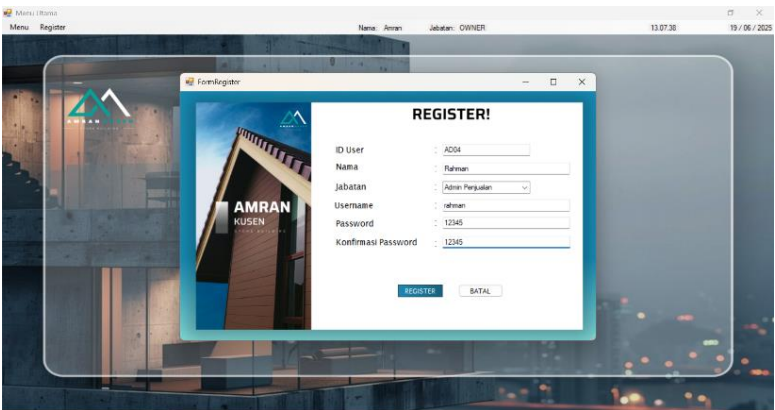 Menu Utama
Menu Register Nama: Amran Jabatan: OWNER 13.07.38 19 / 06 / 2025
FormRegister
AMRAN
KUSEN
REGISTER!
ID User : AD04
Nama : Rahman
Jabatan : Admin Penjualan
Username : rahman
Password : 12345
Konfirmasi Password : 12345
REGISTER BATAL